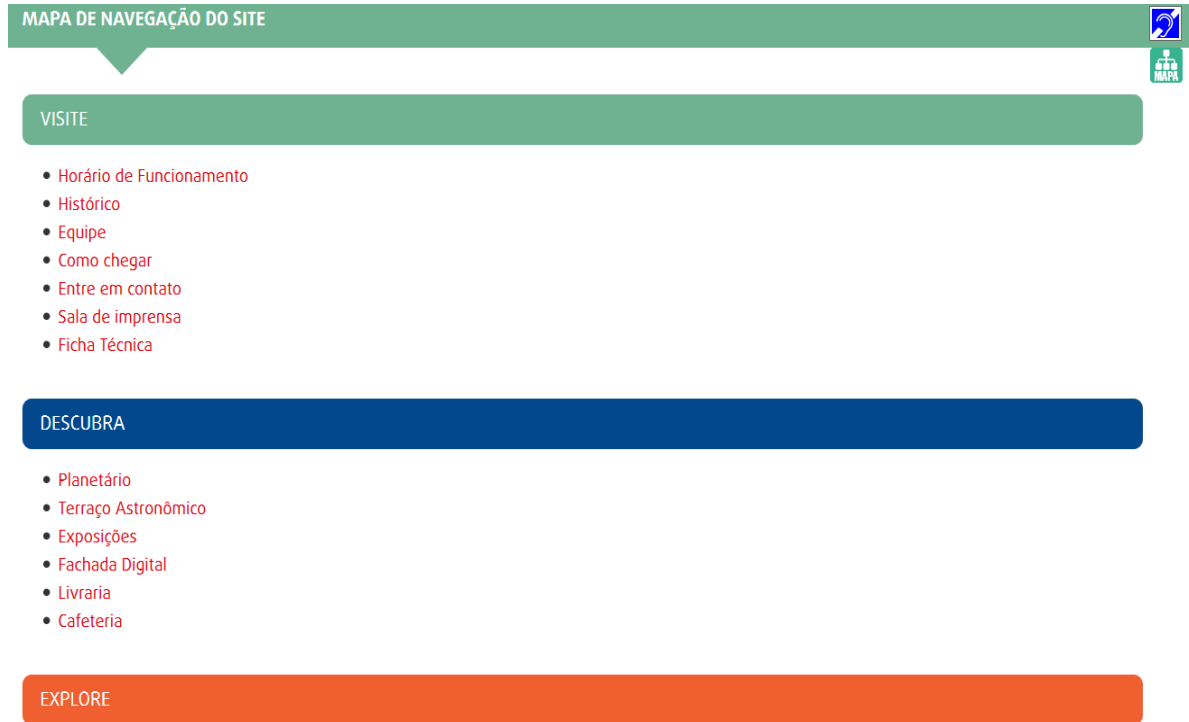 MAPA DE NAVEGAÇÃO DO SITE
MAPA
VISITE
Horário de Funcionamento
Histórico
Equipe
Como chegar
Entre em contato
Sala de imprensa
Ficha Técnica
DESCUBRA
Planetário
Terraço Astronômico
Exposições
Fachada Digital
Livraria
Cafeteria
EXPLORE